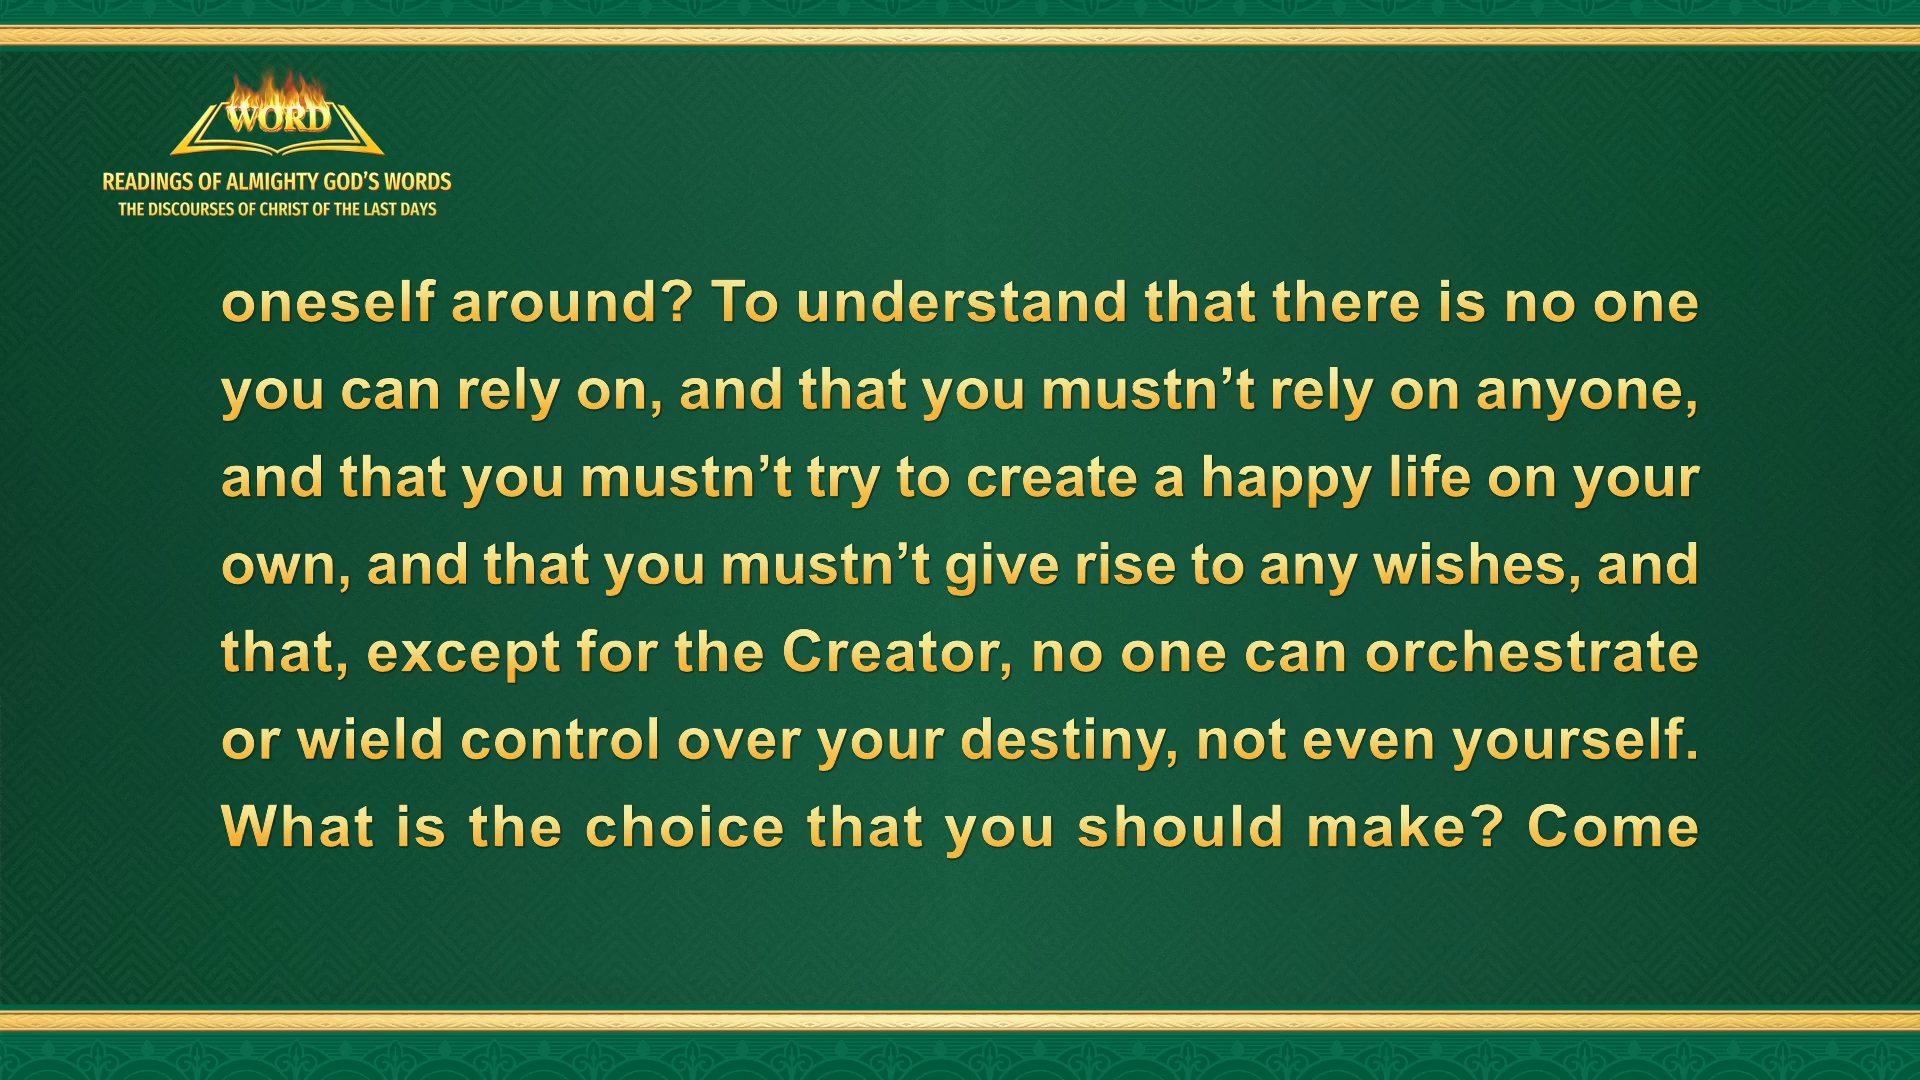 WORD
READINGS OF ALMIGHTY GOD’S WORDS
THE DISCOURSES OF CHRIST OF THE LAST DAYS
oneself around? To understand that there is no one
you can rely on, and that you mustn’t rely on anyone,
and that you mustn’t try to create a happy life on your
own, and that you mustn’t give rise to any wishes, and
that, except for the Creator, no one can orchestrate
or wield control over your destiny, not even yourself.
What is the choice that you should make? Come